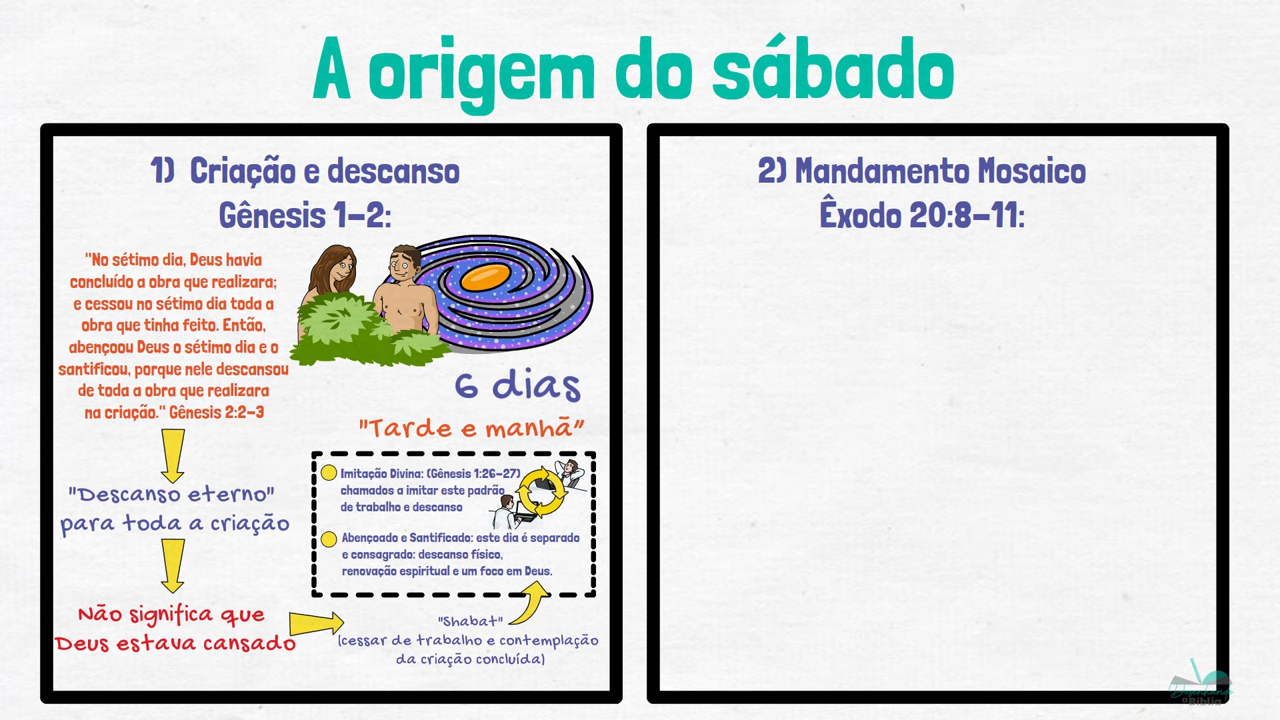 A origem do sábado
1) Criação e descanso
Gênesis 1-2:
"No sétimo dia, Deus havia
concluído a obra que realizara;
e cessou no sétimo dia toda a
obra que tinha feito. Então,
abençoou Deus o sétimo dia e o
santificou, porque nele descansou
de toda a obra que realizara
na criação." Gênesis 2:2-3
"Descanso eterno"
para toda a criação
Não significa que
Deus estava cansado
6 dias
"Tarde e manhã"
Imitação Divina: (Gênesis 1:26-27)
chamados a imitar este padrão
de trabalho e descanso
Abençoado e Santificado: este dia é separado
e consagrado: descanso físico,
renovação espiritual e um foco em Deus.
"Shabat"
(cessar de trabalho e contemplação
da criação concluída)
2) Mandamento Mosaico
Êxodo 20:8-11:
Desenhando
a Bíblia